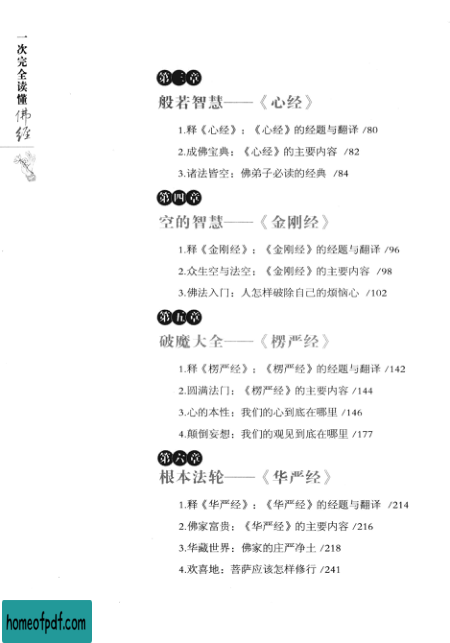 一次完全读懂佛经
第三章
般若智慧——《心经》
1.释《心经》：《心经》的经题与翻译 /80
2.成佛宝典：《心经》的主要内容 /82
3.诸法皆空：佛弟子必读的经典 /84
第四章
空的智慧——《金刚经》
1.释《金刚经》：《金刚经》的经题与翻译 /96
2.众生空与法空：《金刚经》的主要内容 /98
3.佛法入门：人怎样破除自己的烦恼心 /102
第五章
破魔大全——《楞严经》
1.释《楞严经》：《楞严经》的经题与翻译 /142
2.圆满法门：《楞严经》的主要内容 /144
3.心的本性：我们的心到底在哪里 /146
4.颠倒妄想：我们的观见到底在哪里 /177
第六章
根本法轮——《华严经》
1.释《华严经》：《华严经》的经题与翻译 /214
2.佛家富贵：《华严经》的主要内容 /216
3.华藏世界：佛家的庄严净土 /218
4.欢喜地：菩萨应该怎样修行 /241
homeofpdf.com